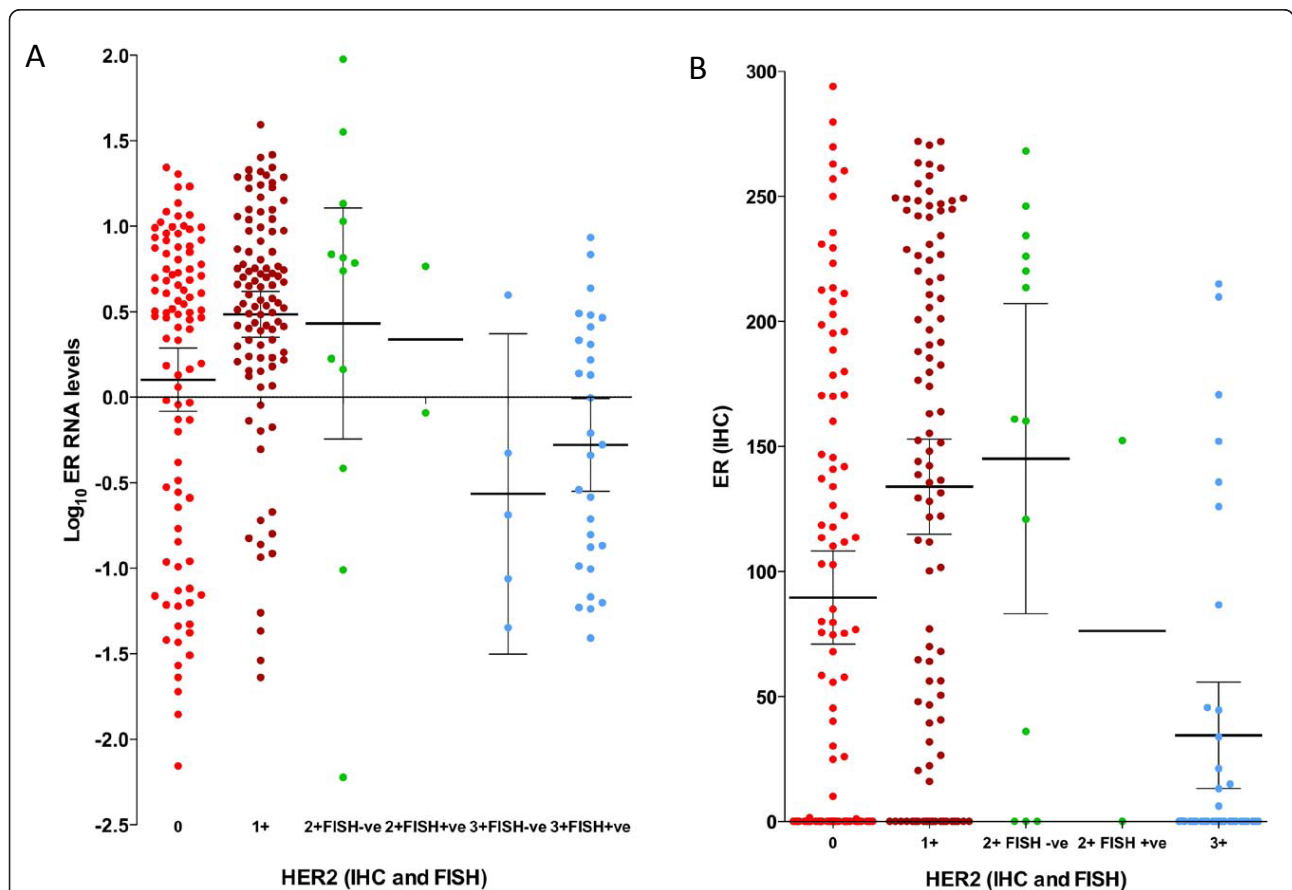 A
Log10 ER RNA levels
2.0
1.5
1.0
0.5
0.0
-0.5
-1.0
-1.5
-2.0
-2.5
0 1+ 2+FISH-ve 2+FISH+ve 3+FISH-ve 3+FISH+ve
HER2 (IHC and FISH)
B
ER (IHC)
300
250
200
150
100
50
0
0 1+ 2+ FISH -ve 2+ FISH +ve 3+
HER2 (IHC and FISH)